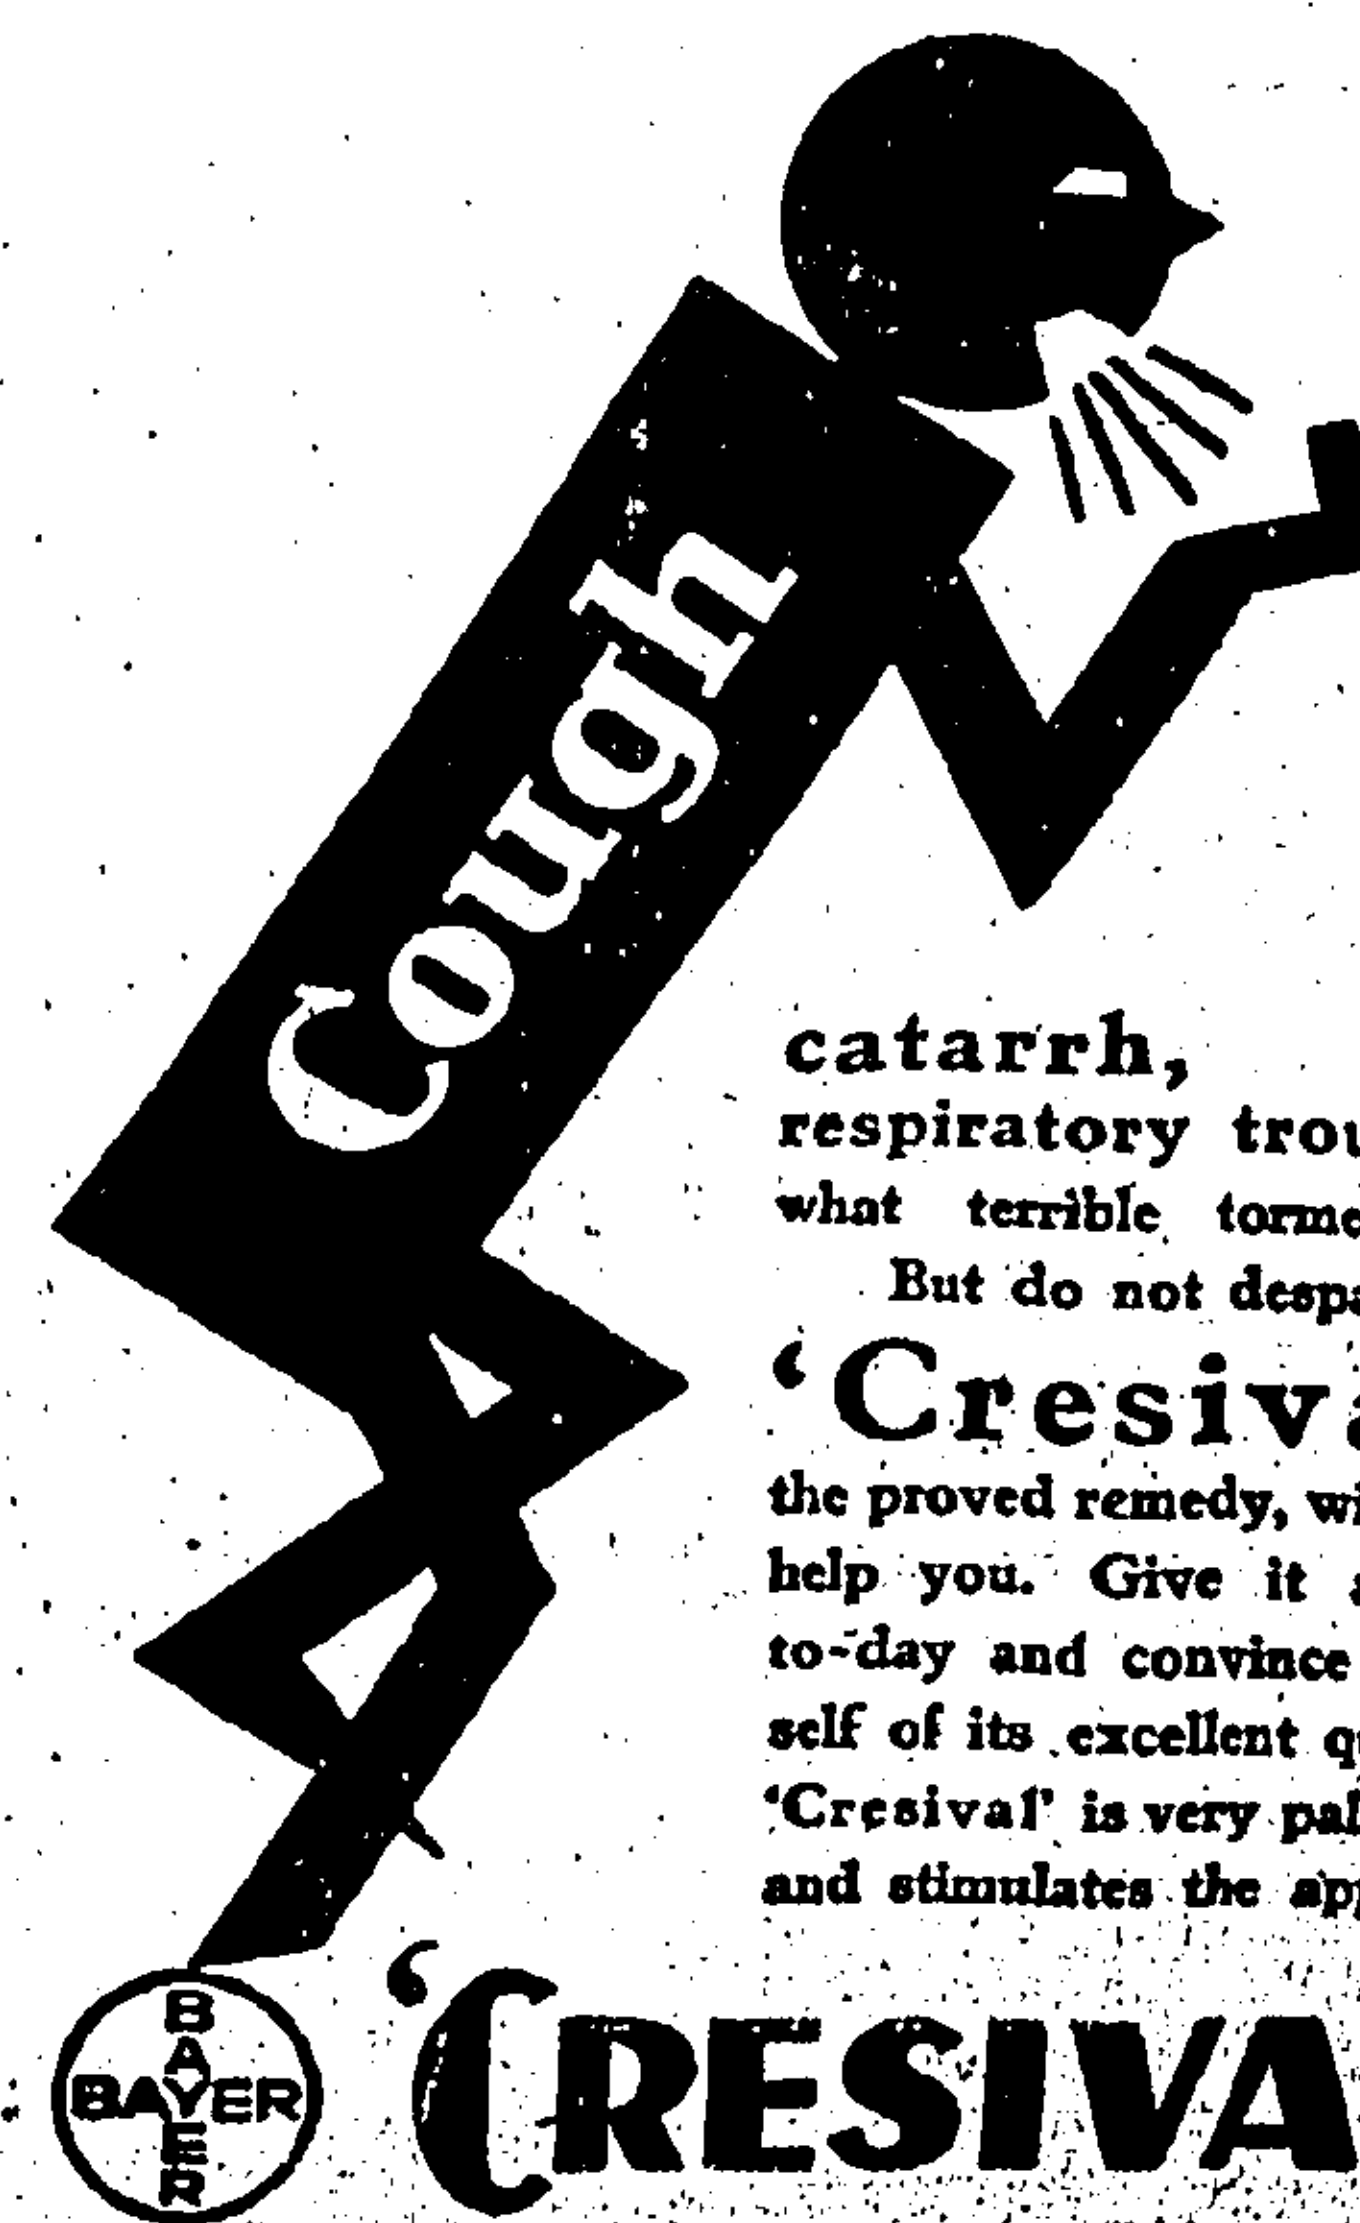 Cough
catarrh,
respiratory trou
what terrible torme
But do not despa
‘Cresiva
the proved remedy, wi
help you. Give it a
to-day and convince
self of its excellent qu
‘Cresival’ is very pal
and stimulates the app
BAYER
BAYER
‘CRESIVA